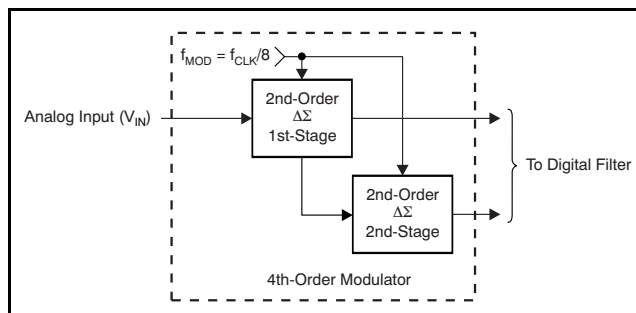 f_MOD = f_CLK/8
Analog Input (V_IN)
2nd-Order
ΔΣ
1st-Stage
To Digital Filter
2nd-Order
ΔΣ
2nd-Stage
4th-Order Modulator